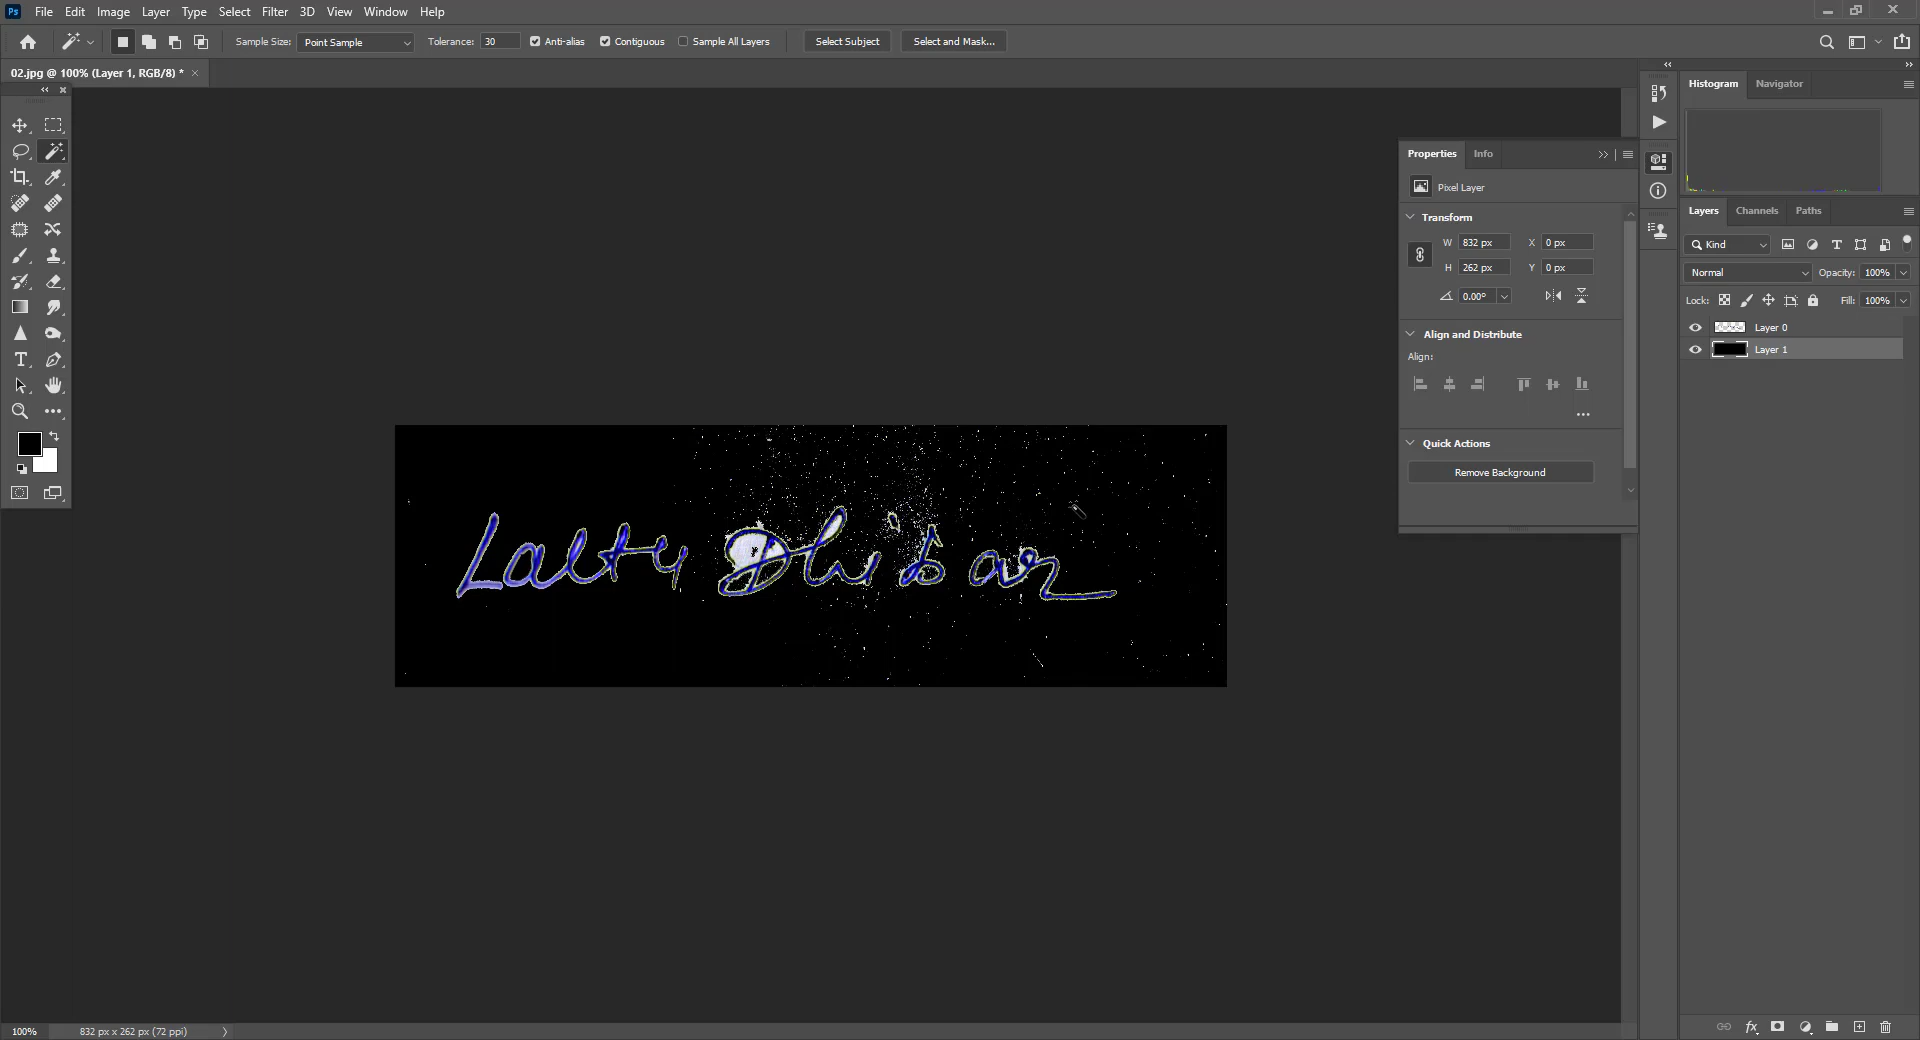 Ps File Edit Image Layer Type Select Filter 3D View Window Help
Sample Size: Point Sample Tolerance: 30 Anti-alias Contiguous Sample All Layers Select Subject Select and Mask...
02.jpg @ 100% (Layer 1, RGB/8) * ×
Histogram Navigator
Properties Info
Pixel Layer
Transform
W 832 px X 0 px
H 262 px Y 0 px
0.00°
Align and Distribute
Align:
Quick Actions
Remove Background
Layers Channels Paths
Kind
Normal Opacity: 100%
Lock: Fill: 100%
Layer 0
Layer 1
100% 832 px x 262 px (72 ppi)